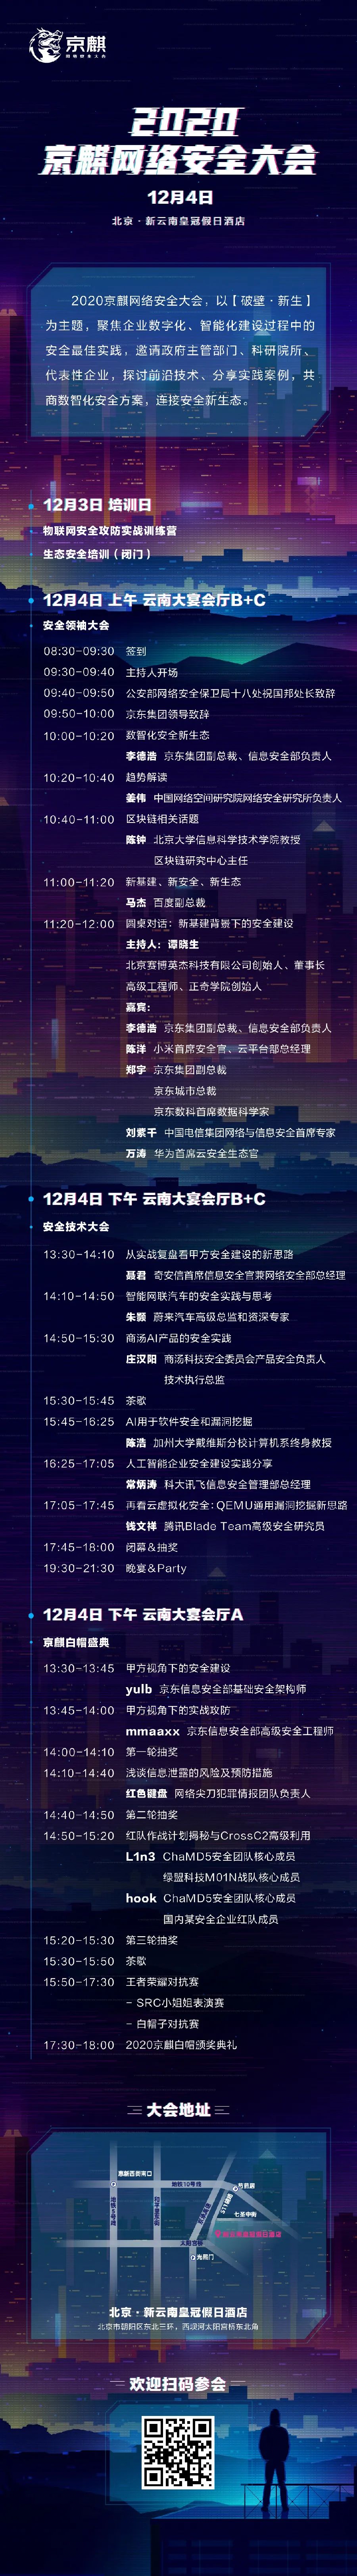 京麒
2020
京麒网络安全大会
12月4日
北京·新云南皇冠假日酒店
2020京麒网络安全大会，以【破壁·新生】
为主题，聚焦企业数字化、智能化建设过程中的
安全最佳实践，邀请政府主管部门、科研院所、
代表性企业，探讨前沿技术、分享实践案例，共
商数智化安全方案，连接安全新生态。
12月3日 培训日
物联网安全攻防实战训练营
生态安全培训（闭门）
12月4日 上午 云南大宴会厅B+C
安全领袖大会
08:30-09:30 签到
09:30-09:40 主持人开场
09:40-09:50 公安部网络安全保卫局十八处祝国邦处长致辞
09:50-10:00 京东集团领导致辞
10:00-10:20 数智化安全新生态
李德浩 京东集团副总裁、信息安全部负责人
10:20-10:40 趋势解读
姜伟 中国网络空间研究院网络安全研究所负责人
10:40-11:00 区块链相关话题
陈钟 北京大学信息科学技术学院教授
区块链研究中心主任
11:00-11:20 新基建、新安全、新生态
马杰 百度副总裁
11:20-12:00 圆桌对话：新基建背景下的安全建设
主持人：谭晓生
北京赛博英杰科技有限公司创始人、董事长
高级工程师、正奇学院创始人
嘉宾：
李德浩 京东集团副总裁、信息安全部负责人
陈洋 小米首席安全官、云平台部总经理
郑宇 京东集团副总裁
京东城市总裁
京东数科首席数据科学家
刘紫千 中国电信集团网络与信息安全首席专家
万涛 华为首席云安全生态官
12月4日 下午 云南大宴会厅B+C
安全技术大会
13:30-14:10 从实战复盘看甲方安全建设的新思路
聂君 奇安信首席信息安全官兼网络安全部总经理
14:10-14:50 智能网联汽车的安全实践与思考
朱颢 蔚来汽车高级总监和资深专家
14:50-15:30 商汤AI产品的安全实践
庄汉阳 商汤科技安全委员会产品安全负责人
技术执行总监
15:30-15:45 茶歇
15:45-16:25 AI用于软件安全和漏洞挖掘
陈浩 加州大学戴维斯分校计算机系终身教授
16:25-17:05 人工智能企业安全建设实践分享
常炳涛 科大讯飞信息安全管理部总经理
17:05-17:45 再看云虚拟化安全：QEMU通用漏洞挖掘新思路
钱文祥 腾讯Blade Team高级安全研究员
17:45-18:00 闭幕&抽奖
19:30-21:30 晚宴&Party
12月4日 下午 云南大宴会厅A
京麒白帽盛典
13:30-13:45 甲方视角下的安全建设
yulb 京东信息安全部基础安全架构师
13:45-14:00 甲方视角下的实战攻防
mmaaxx 京东信息安全部高级安全工程师
14:00-14:10 第一轮抽奖
14:10-14:40 浅谈信息泄露的风险及预防措施
红色键盘 网络尖刀犯罪情报团队负责人
14:40-14:50 第二轮抽奖
14:50-15:20 红队作战计划揭秘与CrossC2高级利用
L1n3 ChaMD5安全团队核心成员
绿盟科技M01N战队核心成员
hook ChaMD5安全团队核心成员
国内某安全企业红队成员
15:20-15:30 第三轮抽奖
15:30-15:50 茶歇
15:50-17:30 王者荣耀对抗赛
- SRC小姐姐表演赛
- 白帽子对抗赛
17:30-18:00 2020京麒白帽颁奖典礼
大会地址
惠新西街南口
地铁10号线
芍药居
七圣中街
太阳宫桥
光熙门
北京·新云南皇冠假日酒店
北京市朝阳区东北三环，西坝河太阳宫桥东北角
欢迎扫码参会